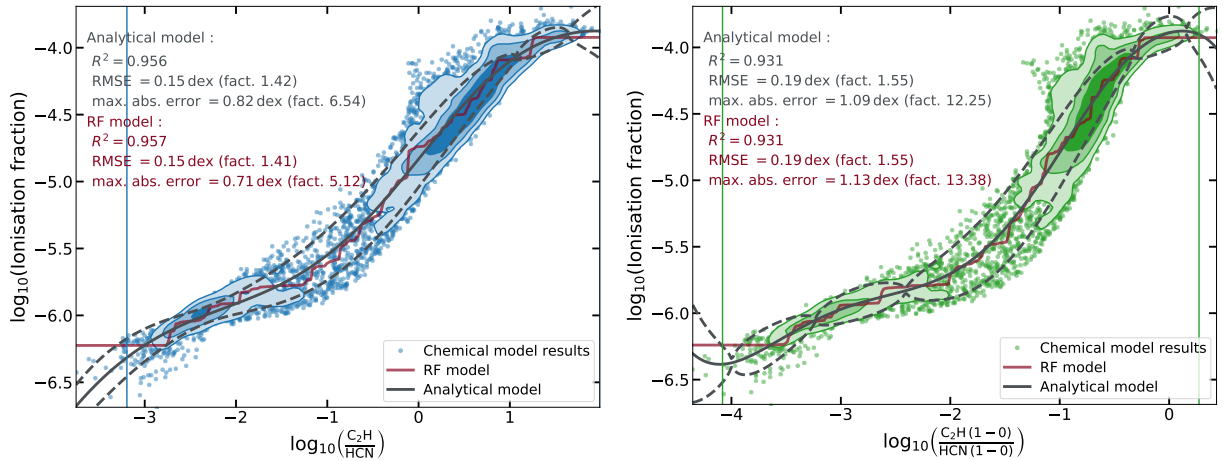 −4.0
−4.5
−5.0
−5.5
−6.0
−6.5
log₁₀(Ionisation fraction)
Analytical model :
R² = 0.956
RMSE = 0.15 dex (fact. 1.42)
max. abs. error = 0.82 dex (fact. 6.54)
RF model :
R² = 0.957
RMSE = 0.15 dex (fact. 1.41)
max. abs. error = 0.71 dex (fact. 5.12)
Chemical model results
RF model
Analytical model
−3 −2 −1 0 1
log₁₀(C₂H/HCN)
−4.0
−4.5
−5.0
−5.5
−6.0
−6.5
log₁₀(Ionisation fraction)
Analytical model :
R² = 0.931
RMSE = 0.19 dex (fact. 1.55)
max. abs. error = 1.09 dex (fact. 12.25)
RF model :
R² = 0.931
RMSE = 0.19 dex (fact. 1.55)
max. abs. error = 1.13 dex (fact. 13.38)
Chemical model results
RF model
Analytical model
−4 −3 −2 −1 0
log₁₀(C₂H (1−0)/HCN (1−0))